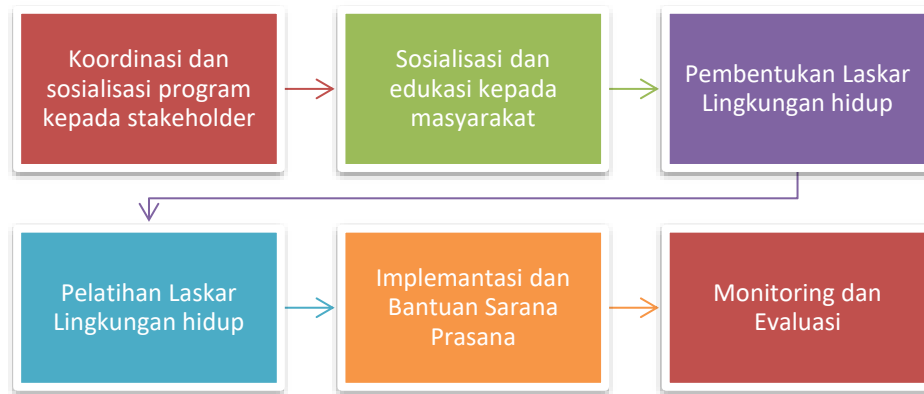 Koordinasi dan
sosialisasi program
kepada stakeholder
Sosialisasi dan
edukasi kepada
masyarakat
Pembentukan Laskar
Lingkungan hidup
Pelatihan Laskar
Lingkungan hidup
Implemantasi dan
Bantuan Sarana
Prasana
Monitoring dan
Evaluasi